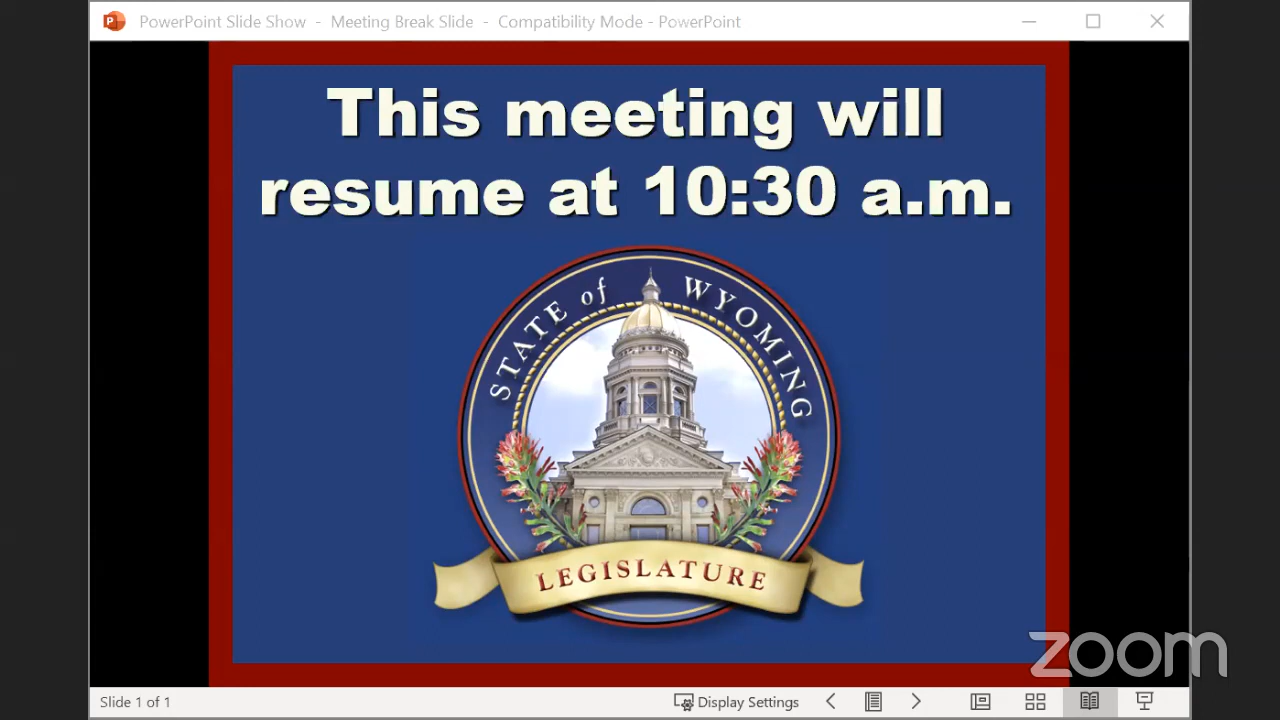 PowerPoint Slide Show - Meeting Break Slide - Compatibility Mode - PowerPoint
This meeting will
resume at 10:30 a.m.
STATE of WYOMING
LEGISLATURE
zoom
Slide 1 of 1
Display Settings